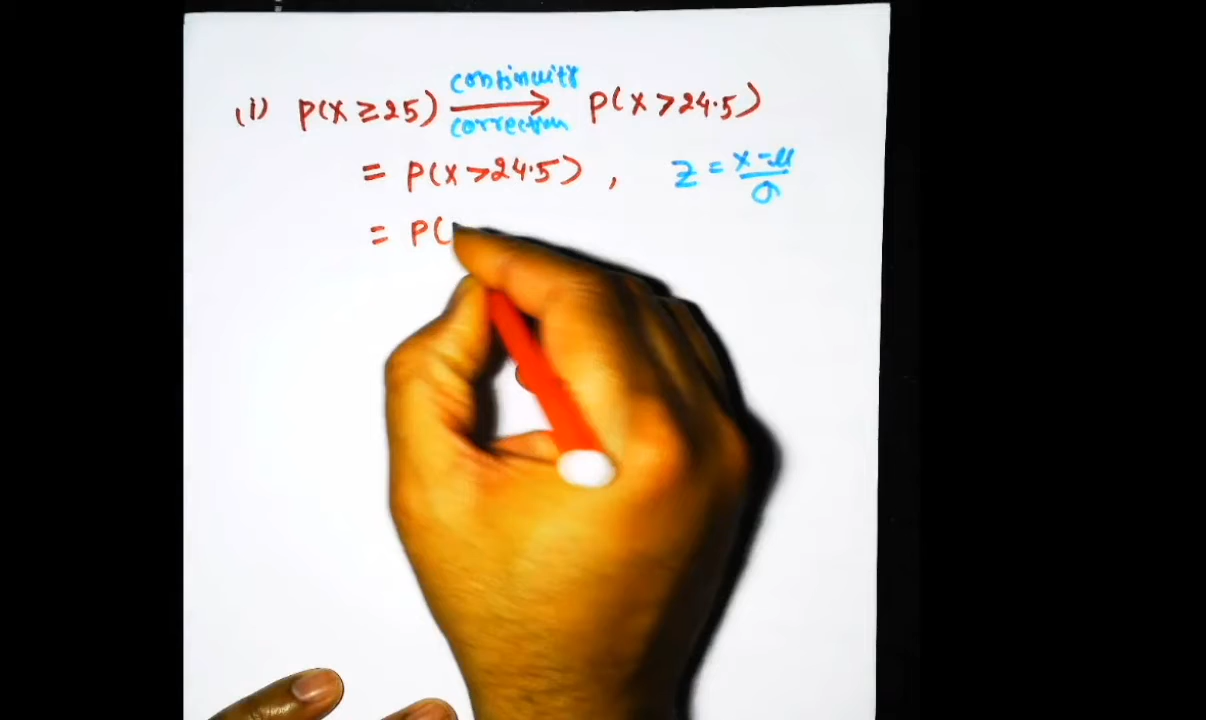 (i) P(X ≥ 25) continuity correction → P(X > 24.5)
= P(X > 24.5) , Z = (x - μ)/σ
= P(